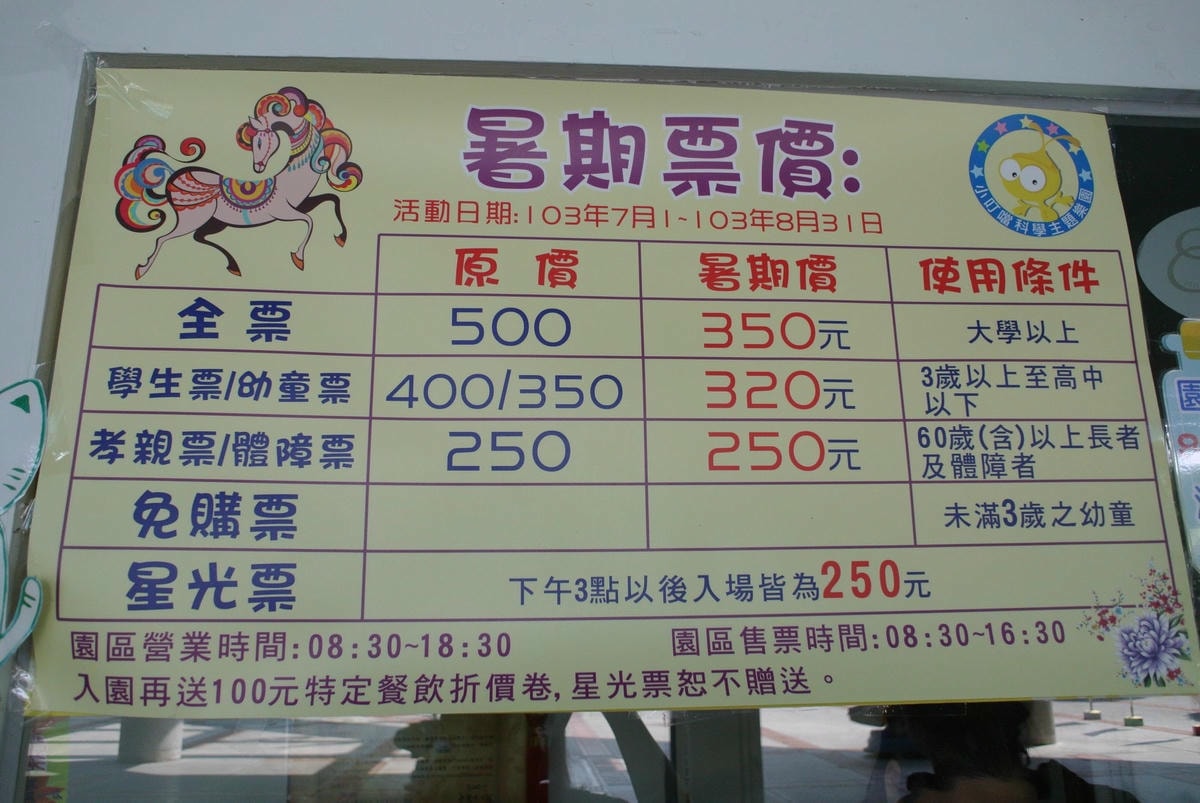 暑期票價:
活動日期:103年7月1~103年8月31日
小叮噹科學主題樂園
原價 暑期價 使用條件
全票 500 350元 大學以上
學生票/幼童票 400/350 320元 3歲以上至高中以下
孝親票/體障票 250 250元 60歲(含)以上長者及體障者
免購票 未滿3歲之幼童
星光票 下午3點以後入場皆為250元
園區營業時間:08:30~18:30 園區售票時間:08:30~16:30
入園再送100元特定餐飲折價卷,星光票恕不贈送。